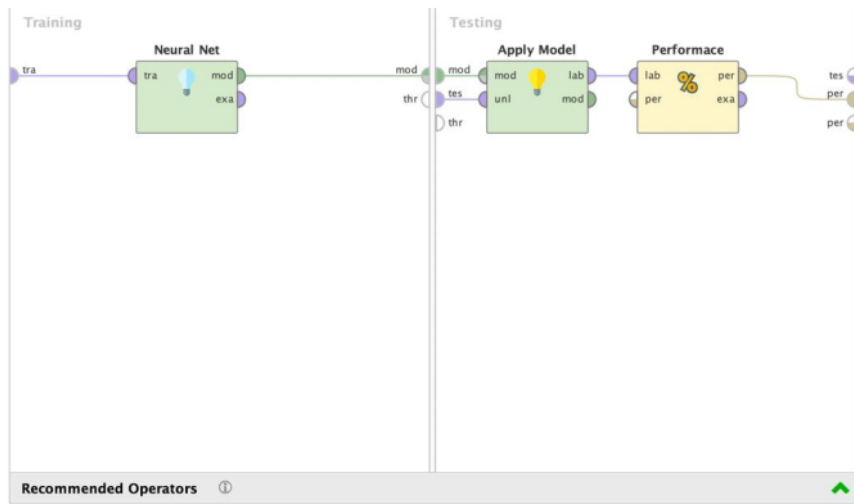 Training
Testing
Neural Net
Apply Model
Performace
tra
tra
mod
exa
mod
thr
mod
tes
thr
mod
unl
lab
mod
lab
per
%
per
exa
tes
per
per
Recommended Operators